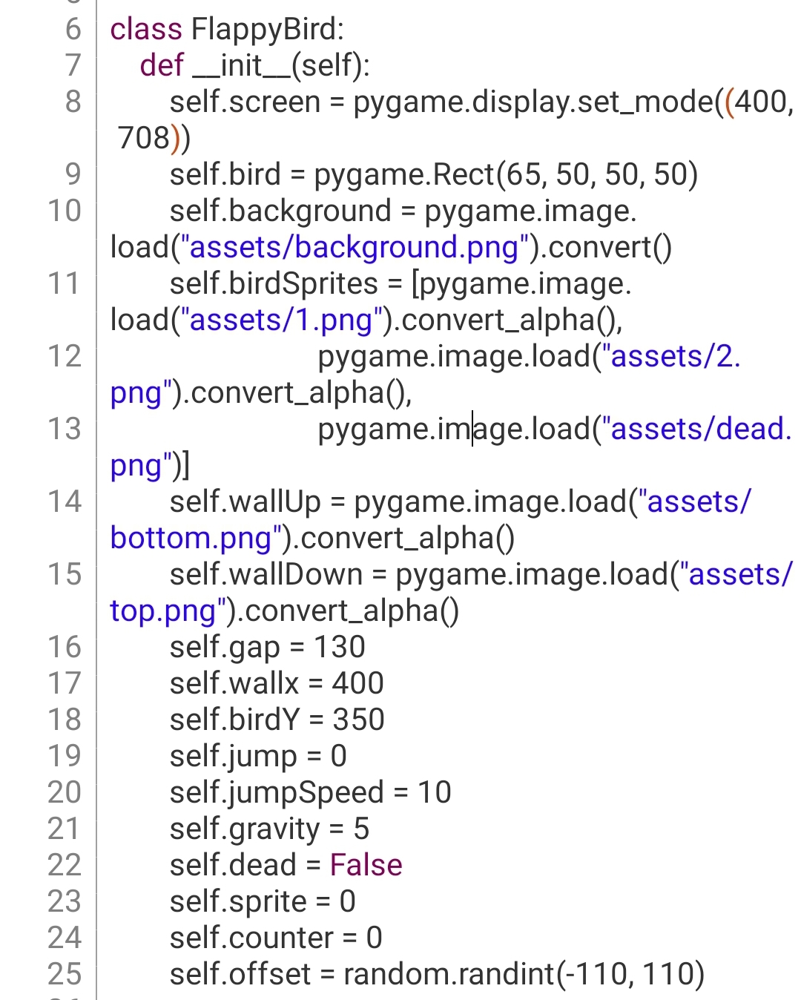 6 class FlappyBird:
7 def __init__(self):
8 self.screen = pygame.display.set_mode((400,
708))
9 self.bird = pygame.Rect(65, 50, 50, 50)
10 self.background = pygame.image.
load("assets/background.png").convert()
11 self.birdSprites = [pygame.image.
load("assets/1.png").convert_alpha(),
12 pygame.image.load("assets/2.
png").convert_alpha(),
13 pygame.image.load("assets/dead.
png")]
14 self.wallUp = pygame.image.load("assets/
bottom.png").convert_alpha()
15 self.wallDown = pygame.image.load("assets/
top.png").convert_alpha()
16 self.gap = 130
17 self.wallx = 400
18 self.birdY = 350
19 self.jump = 0
20 self.jumpSpeed = 10
21 self.gravity = 5
22 self.dead = False
23 self.sprite = 0
24 self.counter = 0
25 self.offset = random.randint(-110, 110)